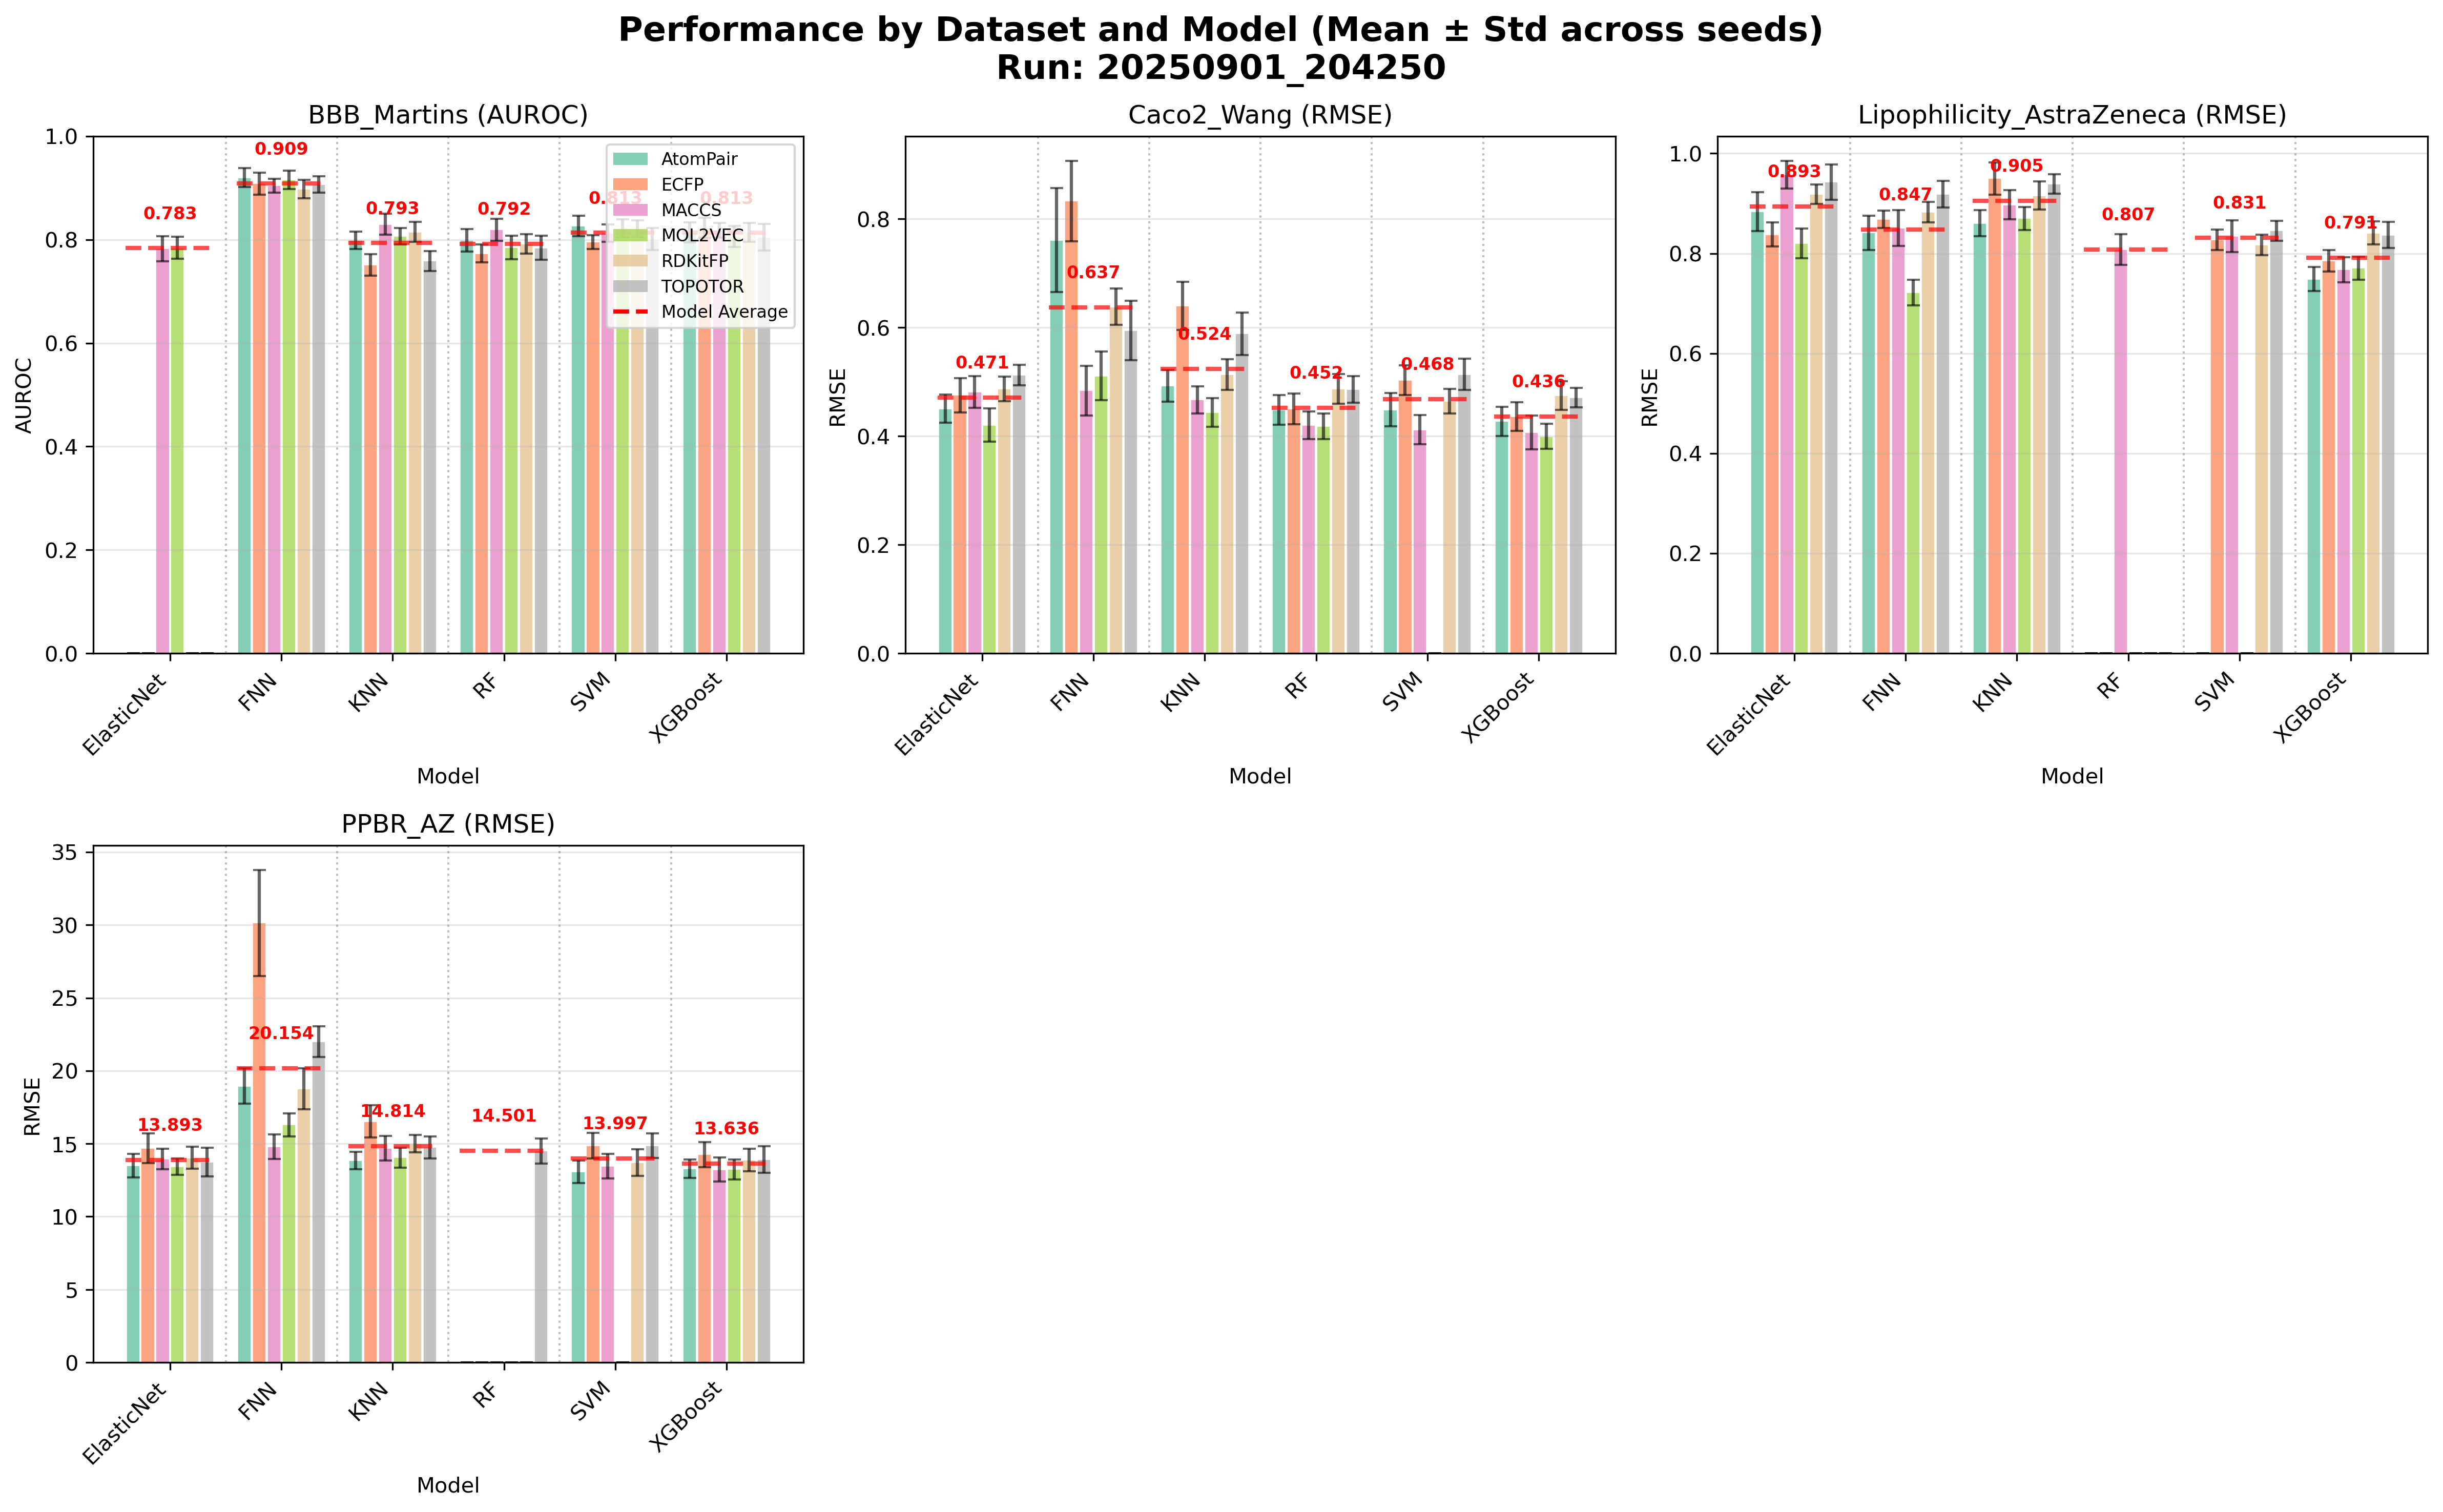 Performance by Dataset and Model (Mean ± Std across seeds)
Run: 20250901_204250
BBB_Martins (AUROC)
AUROC
1.0
0.8
0.6
0.4
0.2
0.0
0.783
0.909
0.793
0.792
0.813
0.813
AtomPair
ECFP
MACCS
MOL2VEC
RDKitFP
TOPOTOR
Model Average
ElasticNet
FNN
KNN
RF
SVM
XGBoost
Model
Caco2_Wang (RMSE)
RMSE
0.8
0.6
0.4
0.2
0.0
0.471
0.637
0.524
0.452
0.468
0.436
ElasticNet
FNN
KNN
RF
SVM
XGBoost
Model
Lipophilicity_AstraZeneca (RMSE)
RMSE
1.0
0.8
0.6
0.4
0.2
0.0
0.893
0.847
0.905
0.807
0.831
0.791
ElasticNet
FNN
KNN
RF
SVM
XGBoost
Model
PPBR_AZ (RMSE)
RMSE
35
30
25
20
15
10
5
0
13.893
20.154
14.814
14.501
13.997
13.636
ElasticNet
FNN
KNN
RF
SVM
XGBoost
Model